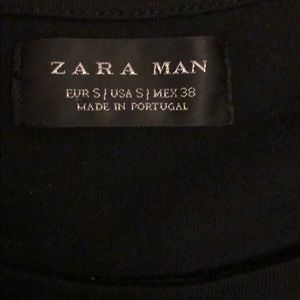 ZARA MAN
EUR S | USA S | MEX 38
MADE IN PORTUGAL